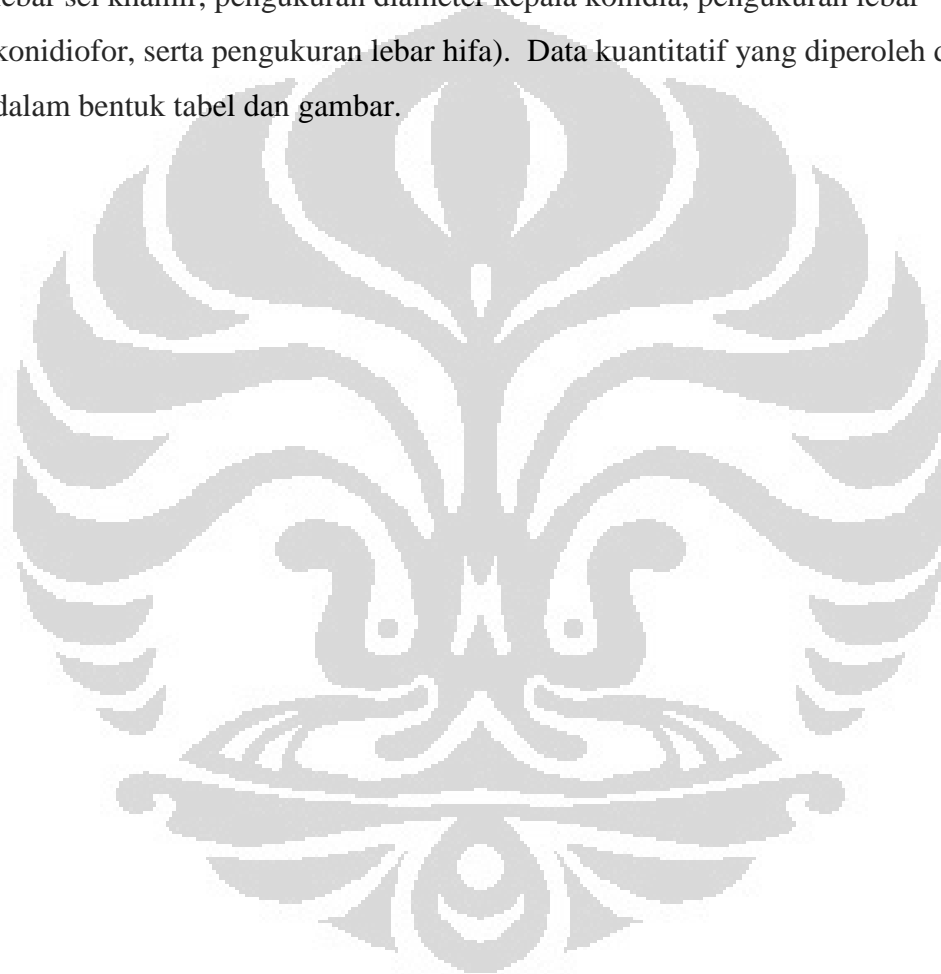 lebar sel khamir, pengukuran diameter kepala konidia, pengukuran lebar
konidiofor, serta pengukuran lebar hifa). Data kuantitatif yang diperoleh
dalam bentuk tabel dan gambar.